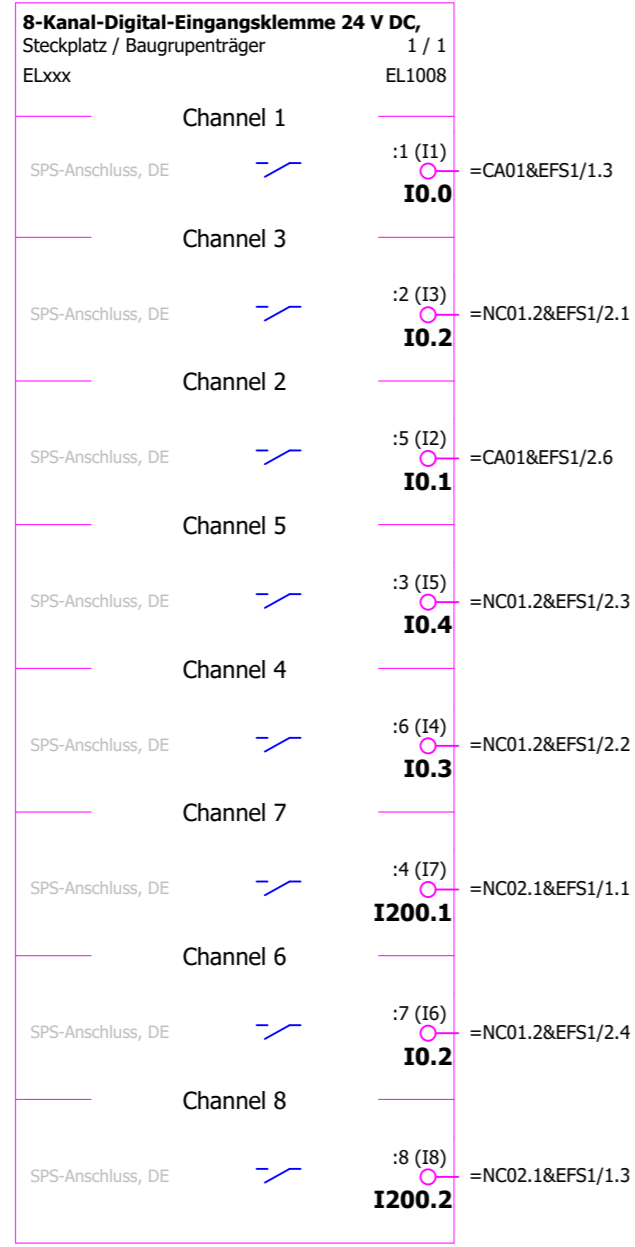 8-Kanal-Digital-Eingangsklemme 24 V DC,
Steckplatz / Baugrupenträger 1 / 1
ELxxx EL1008
Channel 1
:1 (I1)
SPS-Anschluss, DE =CA01&EFS1/1.3
I0.0
Channel 3
:2 (I3)
SPS-Anschluss, DE =NC01.2&EFS1/2.1
I0.2
Channel 2
:5 (I2)
SPS-Anschluss, DE =CA01&EFS1/2.6
I0.1
Channel 5
:3 (I5)
SPS-Anschluss, DE =NC01.2&EFS1/2.3
I0.4
Channel 4
:6 (I4)
SPS-Anschluss, DE =NC01.2&EFS1/2.2
I0.3
Channel 7
:4 (I7)
SPS-Anschluss, DE =NC02.1&EFS1/1.1
I200.1
Channel 6
:7 (I6)
SPS-Anschluss, DE =NC01.2&EFS1/2.4
I0.2
Channel 8
:8 (I8)
SPS-Anschluss, DE =NC02.1&EFS1/1.3
I200.2